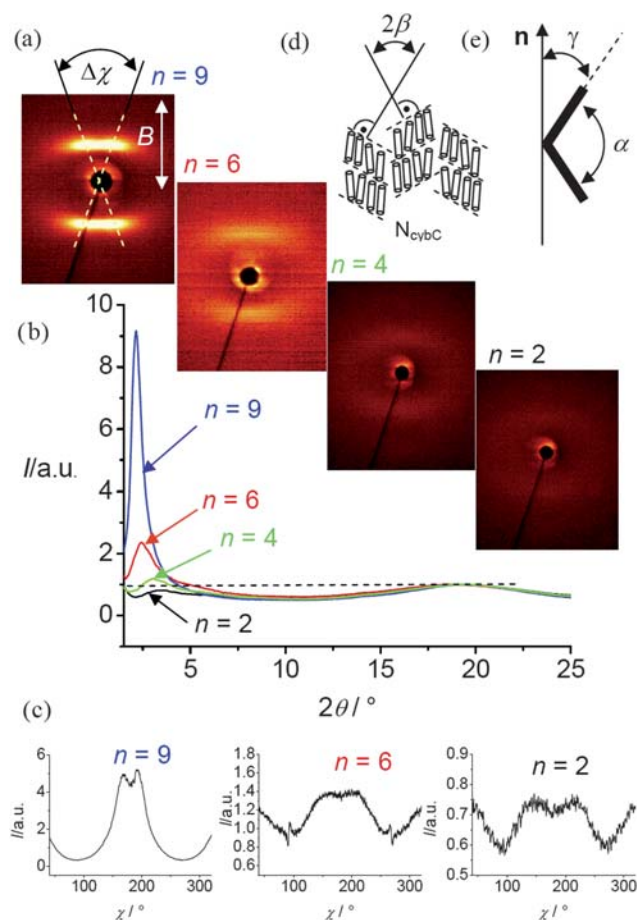 (a)
Δχ
n = 9
B
n = 6
n = 4
n = 2
(d)
2β
N_cybC
(e)
n
γ
α
(b)
10
8
6
4
2
0
I/a.u.
n = 9
n = 6
n = 4
n = 2
5
10
15
20
25
2θ / °
(c)
n = 9
6
4
2
0
I/a.u.
100 200 300
χ / °
n = 6
1.8
1.6
1.4
1.2
1.0
0.8
I/a.u.
100 200 300
χ / °
n = 2
0.9
0.8
0.7
0.6
0.5
I/a.u.
100 200 300
χ / °